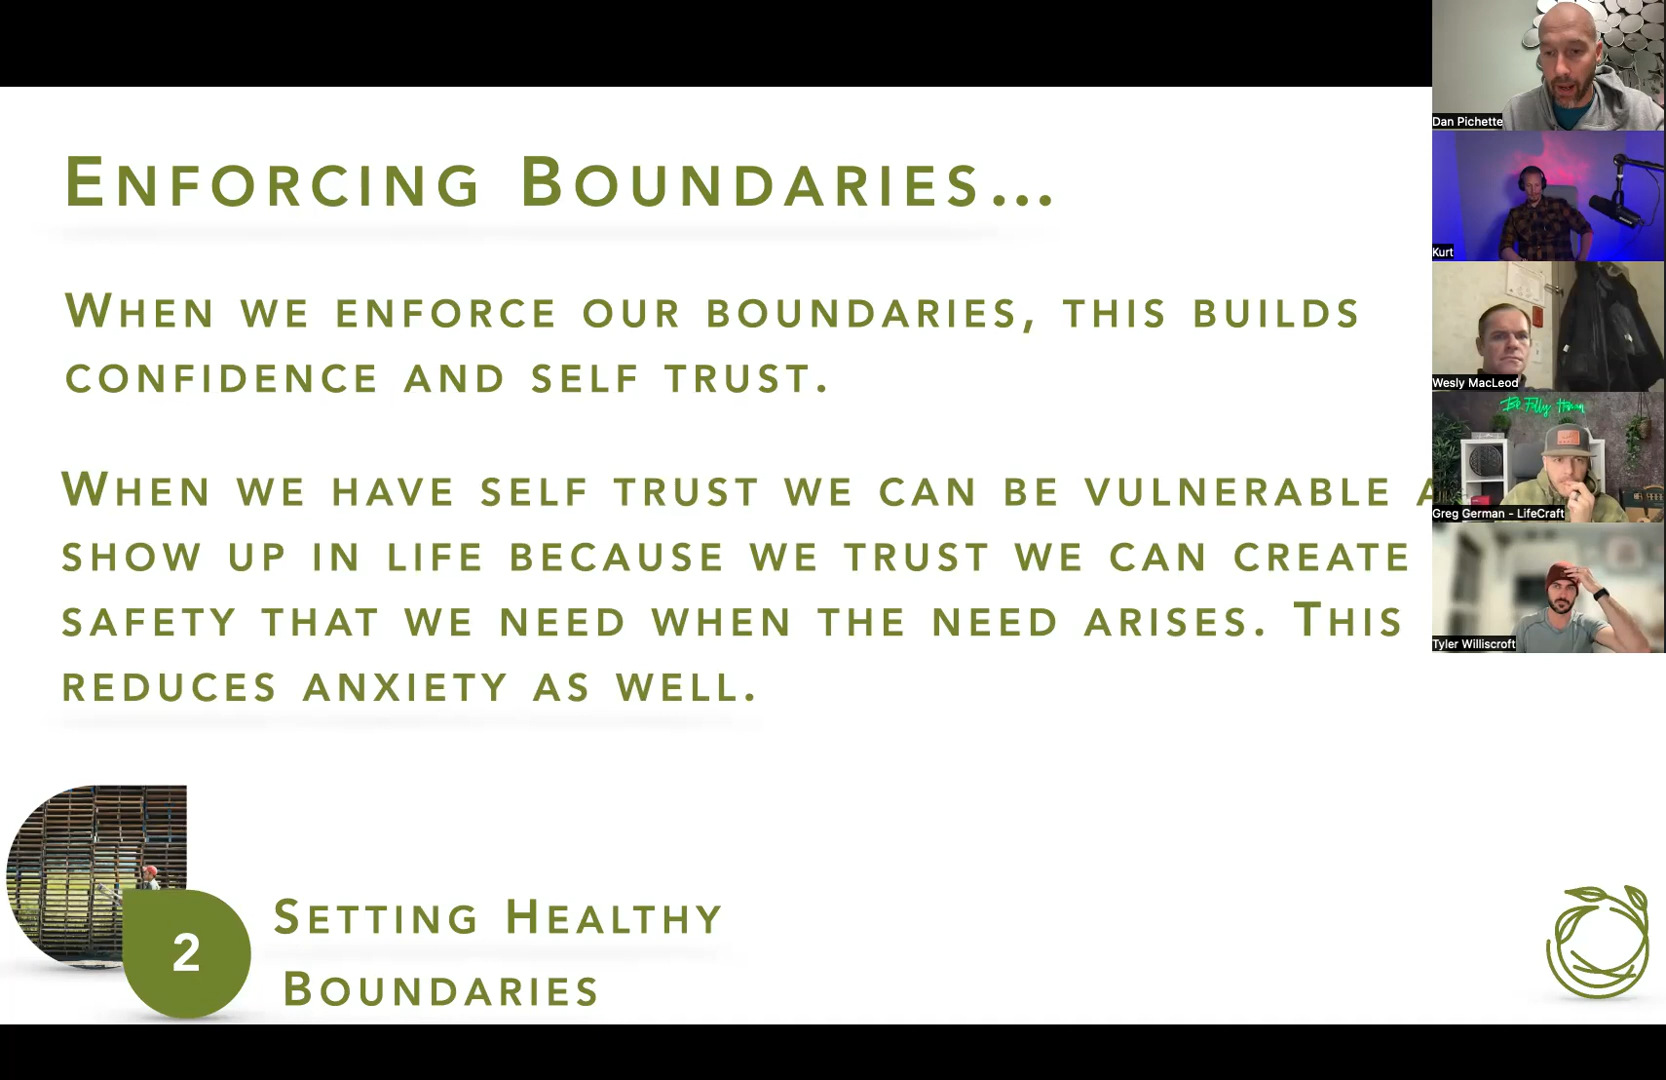 ENFORCING BOUNDARIES...
WHEN WE ENFORCE OUR BOUNDARIES, THIS BUILDS
CONFIDENCE AND SELF TRUST.
WHEN WE HAVE SELF TRUST WE CAN BE VULNERABLE
SHOW UP IN LIFE BECAUSE WE TRUST WE CAN CREATE
SAFETY THAT WE NEED WHEN THE NEED ARISES. THIS
REDUCES ANXIETY AS WELL.
2
SETTING HEALTHY
BOUNDARIES
Dan Pichette
Kurt
Wesly MacLeod
Be Fully Human
Greg German - LifeCraft
Tyler Williscroft